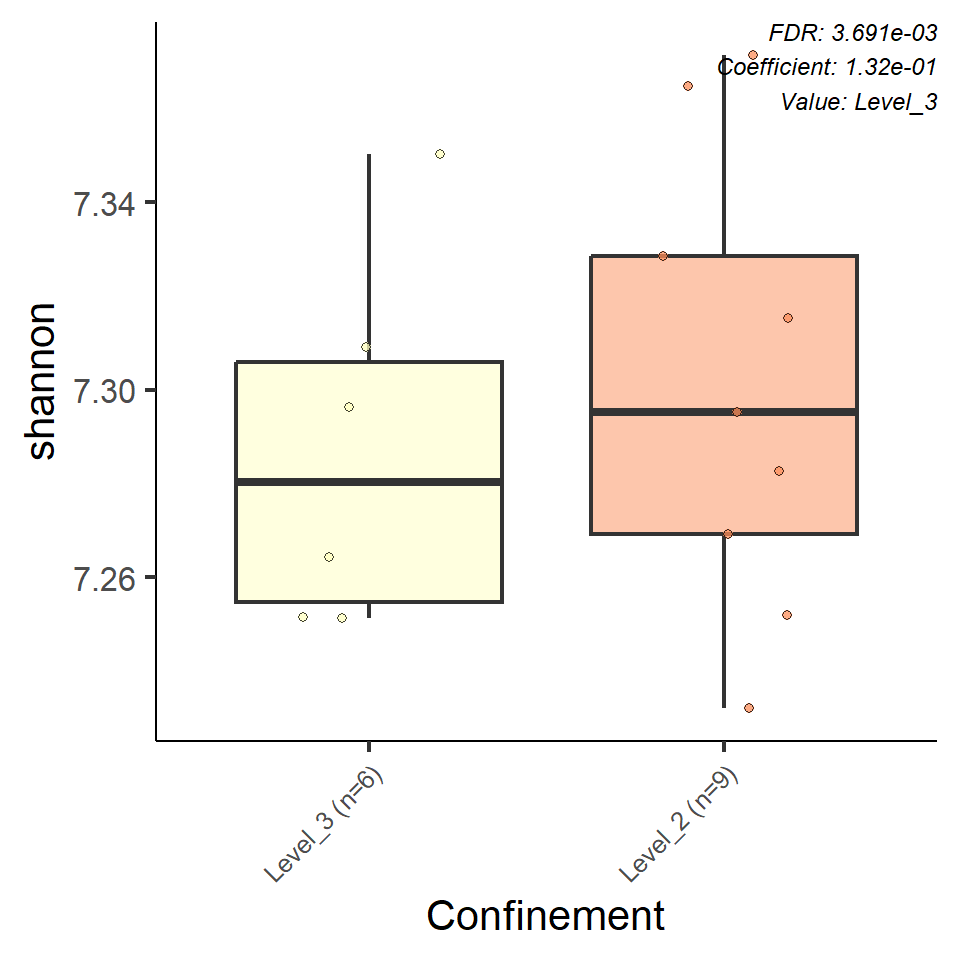 FDR: 3.691e-03
Coefficient: 1.32e-01
Value: Level_3
shannon
7.34
7.30
7.26
Level_3 (n=6)
Level_2 (n=9)
Confinement